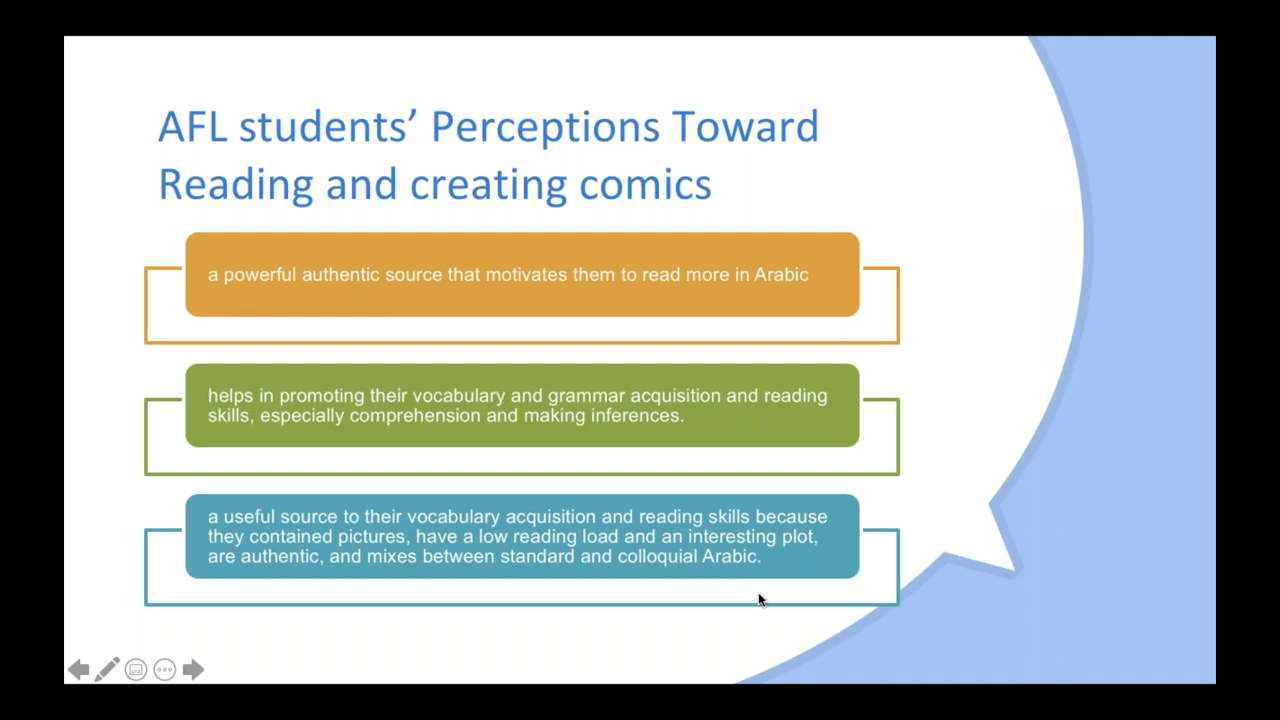 AFL students’ Perceptions Toward
Reading and creating comics
a powerful authentic source that motivates them to read more in Arabic
helps in promoting their vocabulary and grammar acquisition and reading
skills, especially comprehension and making inferences.
a useful source to their vocabulary acquisition and reading skills because
they contained pictures, have a low reading load and an interesting plot,
are authentic, and mixes between standard and colloquial Arabic.